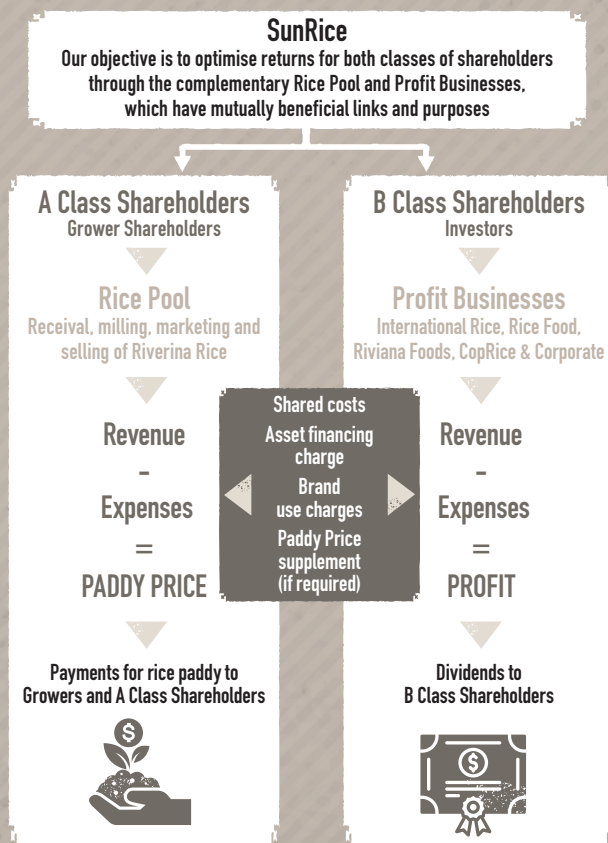 SunRice
Our objective is to optimise returns for both classes of shareholders
through the complementary Rice Pool and Profit Businesses,
which have mutually beneficial links and purposes
A Class Shareholders
Grower Shareholders
Rice Pool
Receival, milling, marketing and
selling of Riverina Rice
Revenue
-
Expenses
=
PADDY PRICE
Payments for rice paddy to
Growers and A Class Shareholders
$
Shared costs
Asset financing
charge
Brand
use charges
Paddy Price
supplement
(if required)
B Class Shareholders
Investors
Profit Businesses
International Rice, Rice Food,
Riviana Foods, CopRice & Corporate
Revenue
-
Expenses
=
PROFIT
Dividends to
B Class Shareholders
$